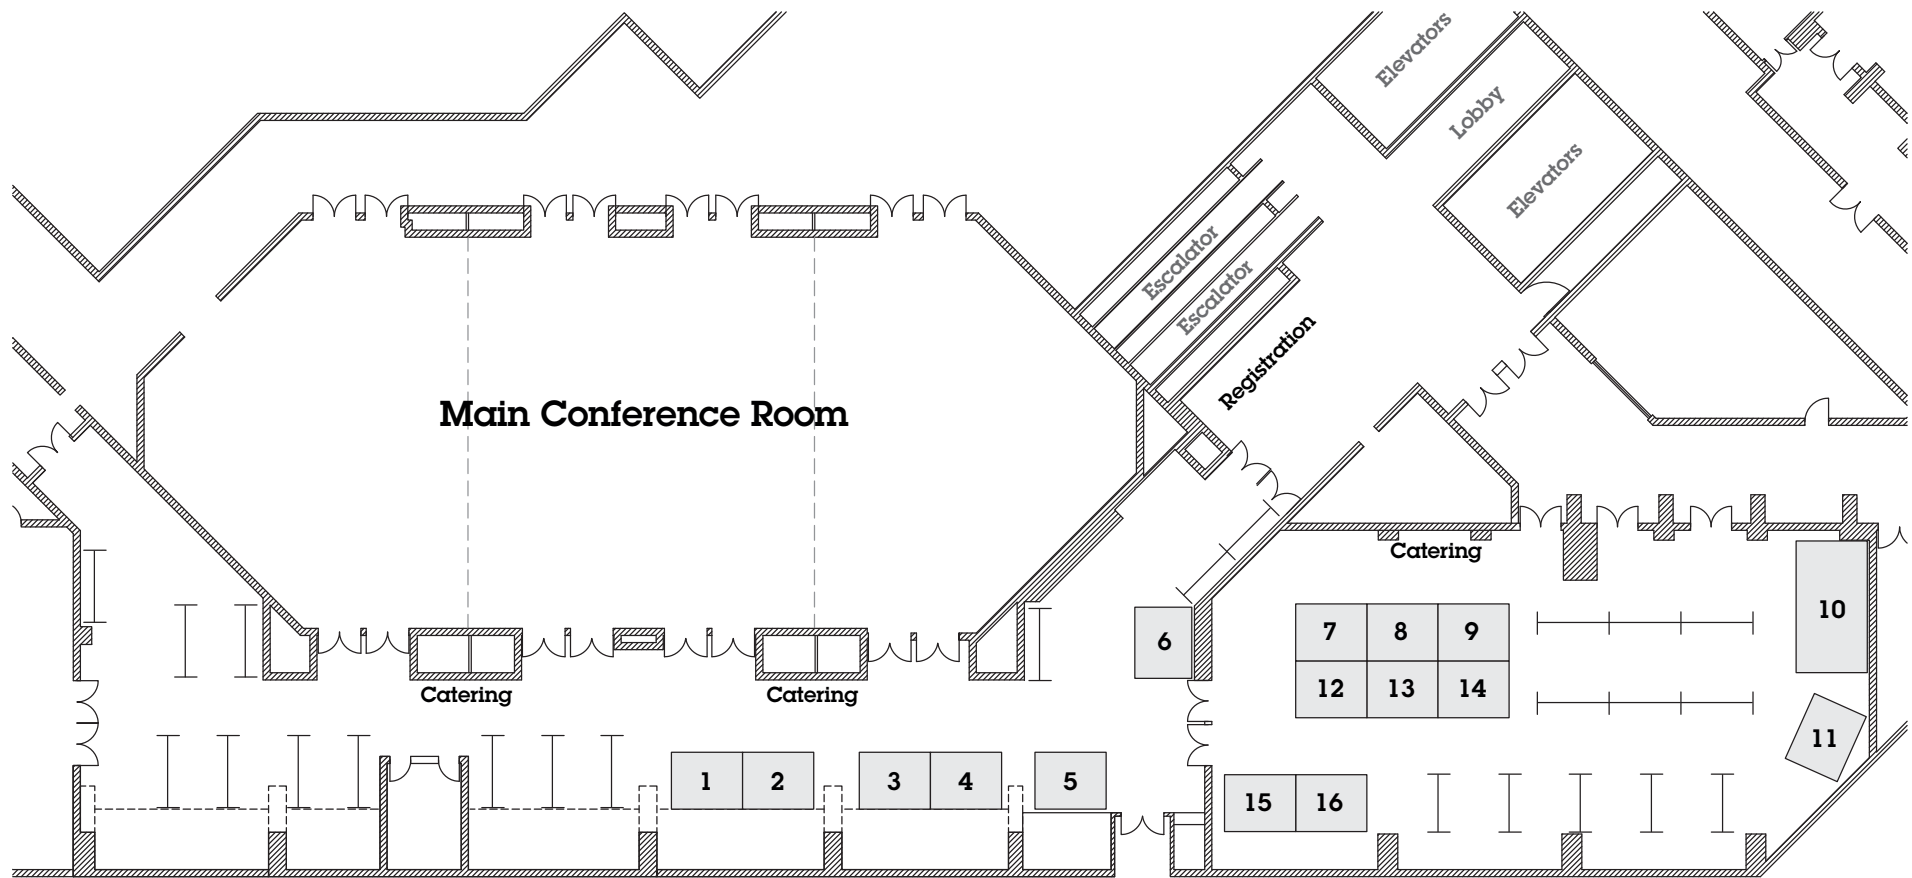 Elevators
Lobby
Elevators
Escalator
Escalator
Registration
Main Conference Room
Catering
10
7 8 9
6
12 13 14
Catering
Catering
11
1 2 3 4 5
15 16